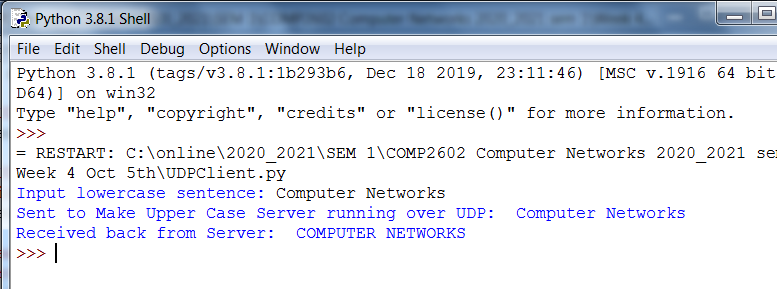 Python 3.8.1 Shell
File Edit Shell Debug Options Window Help
Python 3.8.1 (tags/v3.8.1:1b293b6, Dec 18 2019, 23:11:46) [MSC v.1916 64 bit
D64)] on win32
Type "help", "copyright", "credits" or "license()" for more information.
>>>
= RESTART: C:\online\2020_2021\SEM 1\COMP2602 Computer Networks 2020_2021 se
Week 4 Oct 5th\UDPClient.py
Input lowercase sentence: Computer Networks
Sent to Make Upper Case Server running over UDP:  Computer Networks
Received back from Server:  COMPUTER NETWORKS
>>>